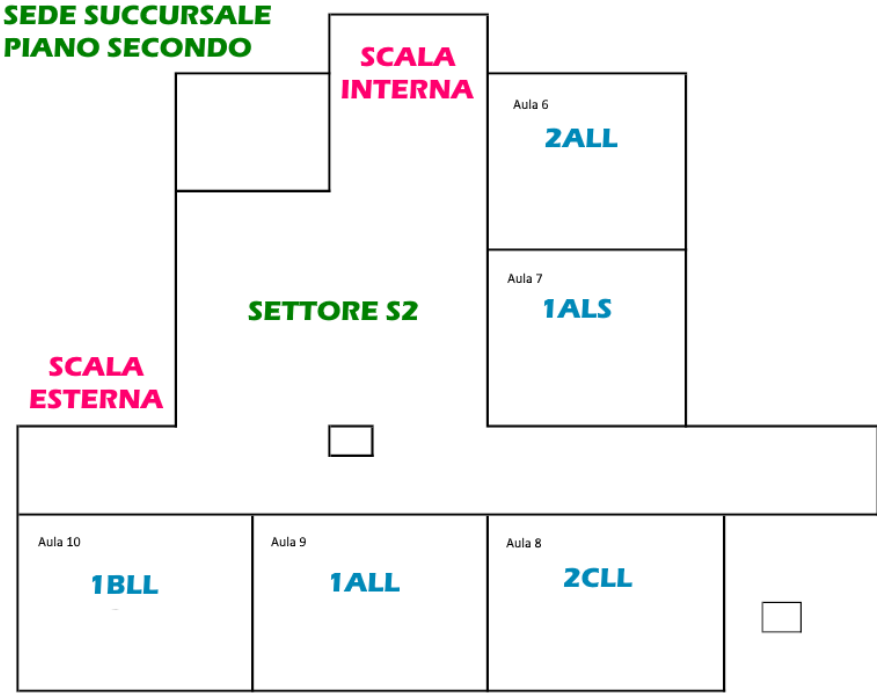 SEDE SUCCURSALE
PIANO SECONDO
SCALA
INTERNA
Aula 6
2ALL
Aula 7
1ALS
SETTORE S2
SCALA
ESTERNA
Aula 10
1BLL
Aula 9
1ALL
Aula 8
2CLL